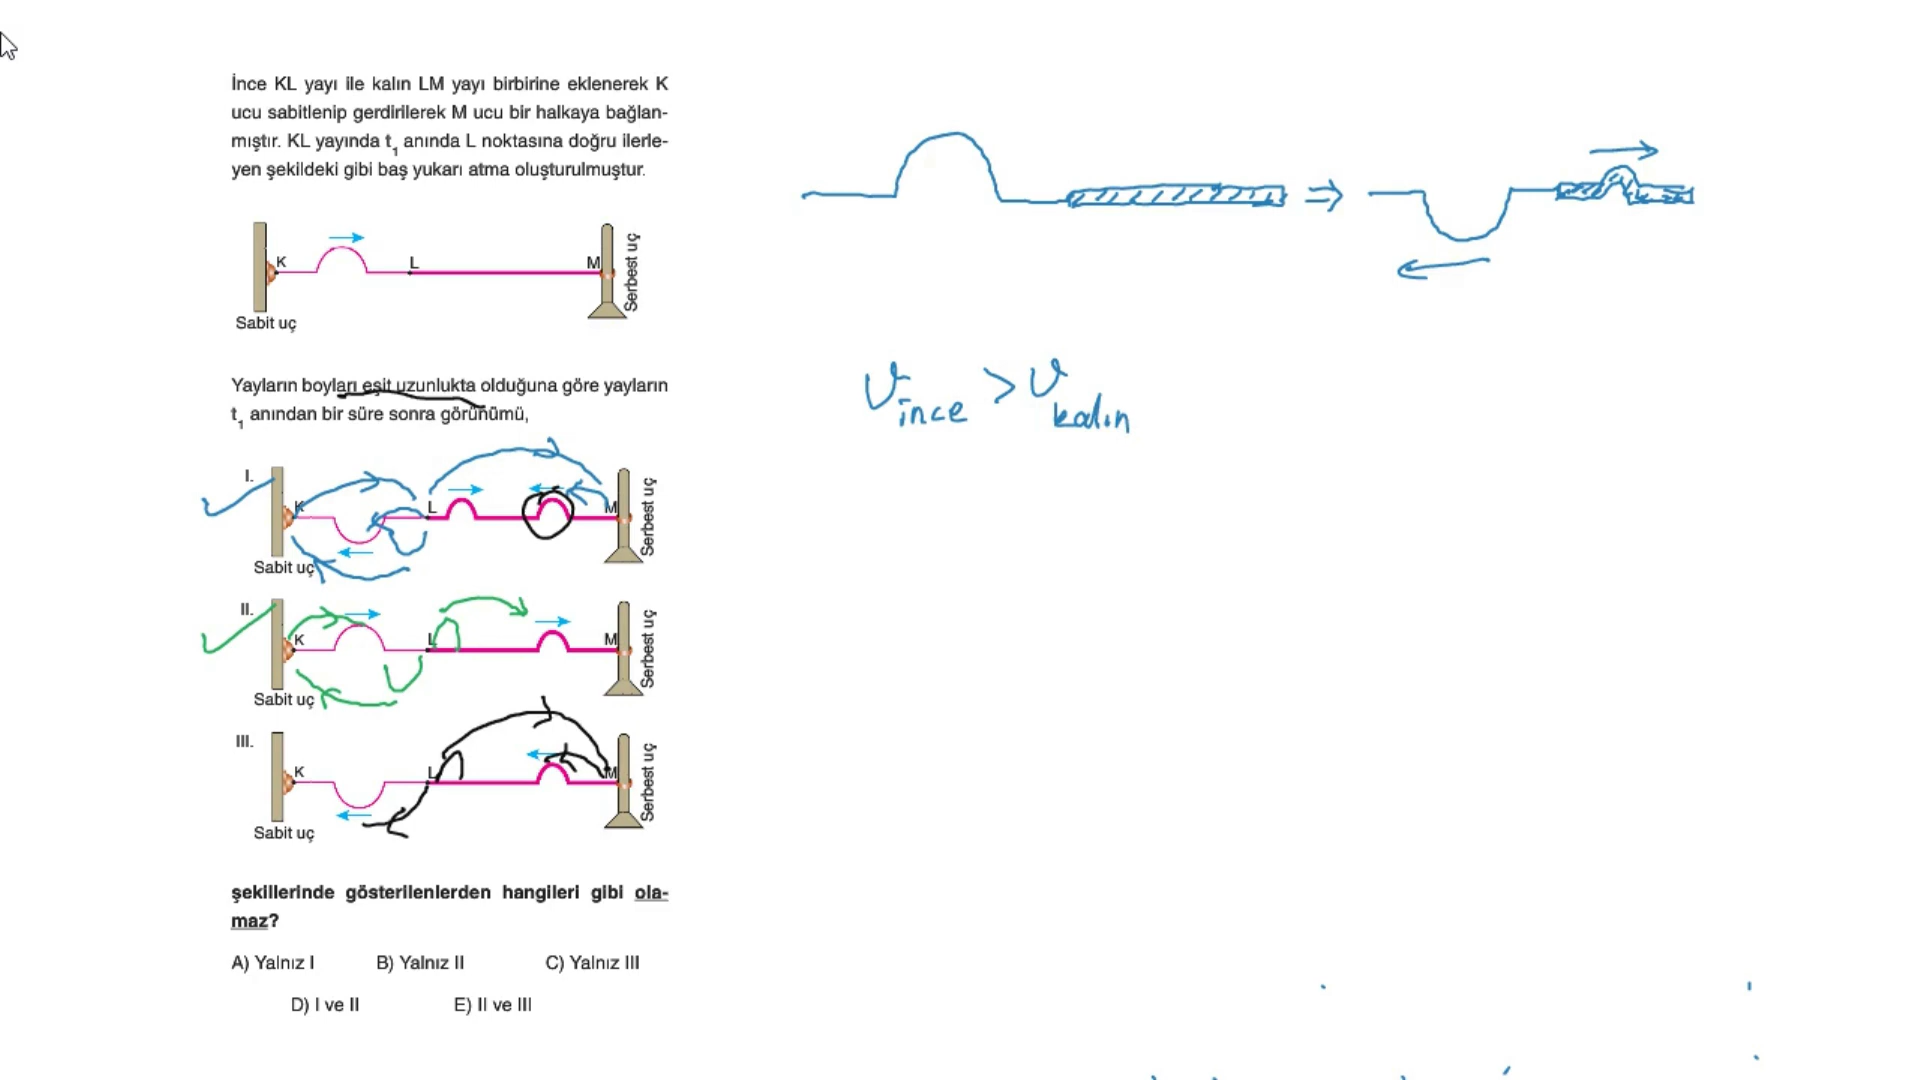 İnce KL yayı ile kalın LM yayı birbirine eklenerek K
ucu sabitlenip gerdirilerek M ucu bir halkaya bağlan-
mıştır. KL yayında t₁ anında L noktasına doğru ilerle-
yen şekildeki gibi baş yukarı atma oluşturulmuştur.
K L M Serbest uç
Sabit uç
Yayların boyları eşit uzunlukta olduğuna göre yayların
t₁ anından bir süre sonra görünümü,
I. K L M Serbest uç
Sabit uç
II. K L M Serbest uç
Sabit uç
III. K L M Serbest uç
Sabit uç
şekillerinde gösterilenlerden hangileri gibi ola-
maz?
A) Yalnız I B) Yalnız II C) Yalnız III
D) I ve II E) II ve III
⇒
v ince > v kalın